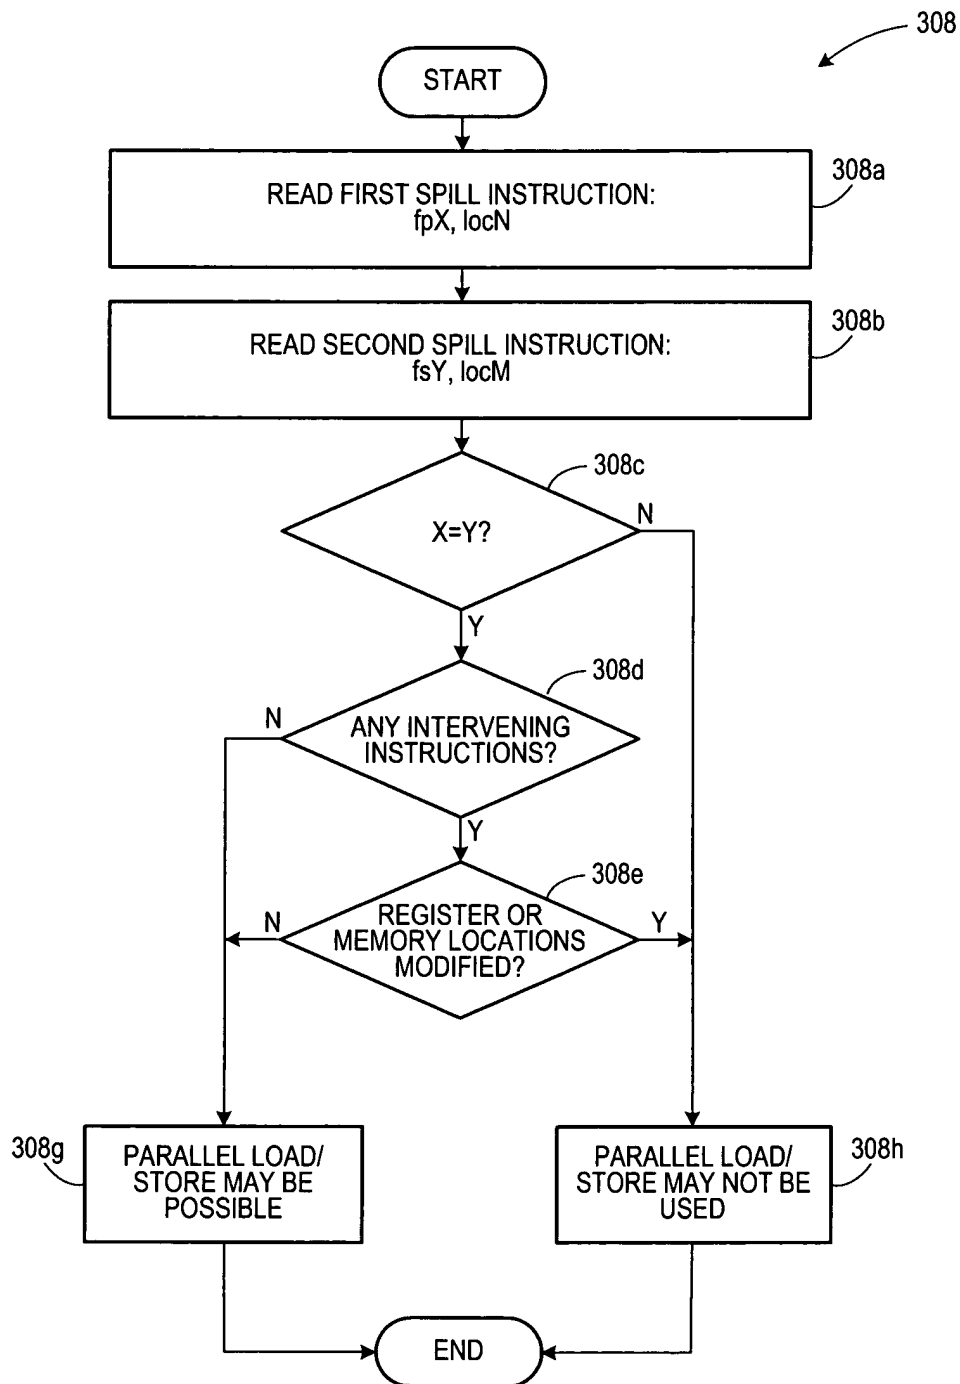 308
START
308a
READ FIRST SPILL INSTRUCTION:
fpX, locN
308b
READ SECOND SPILL INSTRUCTION:
fsY, locM
308c
X=Y?
N
Y
308d
N
ANY INTERVENING
INSTRUCTIONS?
Y
308e
N
REGISTER OR
MEMORY LOCATIONS
MODIFIED?
Y
308g
PARALLEL LOAD/
STORE MAY BE
POSSIBLE
308h
PARALLEL LOAD/
STORE MAY NOT BE
USED
END